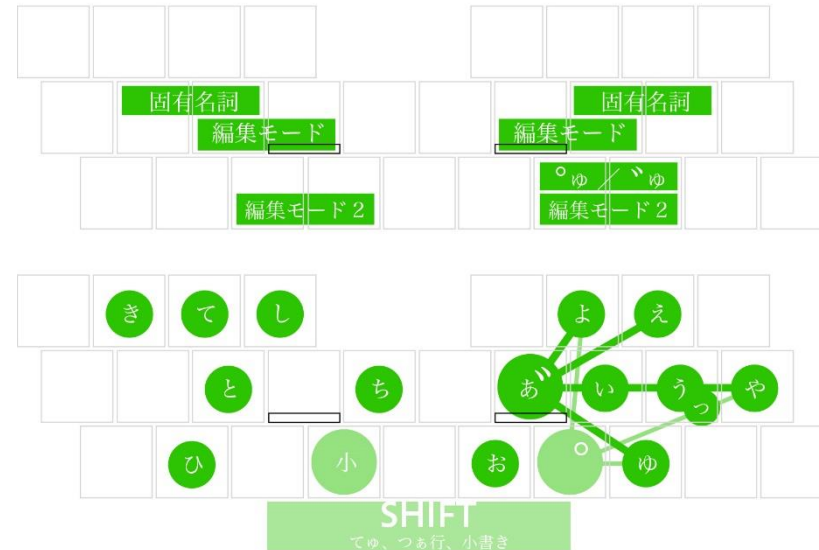 固有名詞 固有名詞
編集モード 編集モード
゜ゅ／゛ゅ
編集モード2 編集モード2
き て し よ え
と ち あ゛ い う っ や
ひ 小 お ゜ ゅ
SHIFT
てゅ、つぁ行、小書き